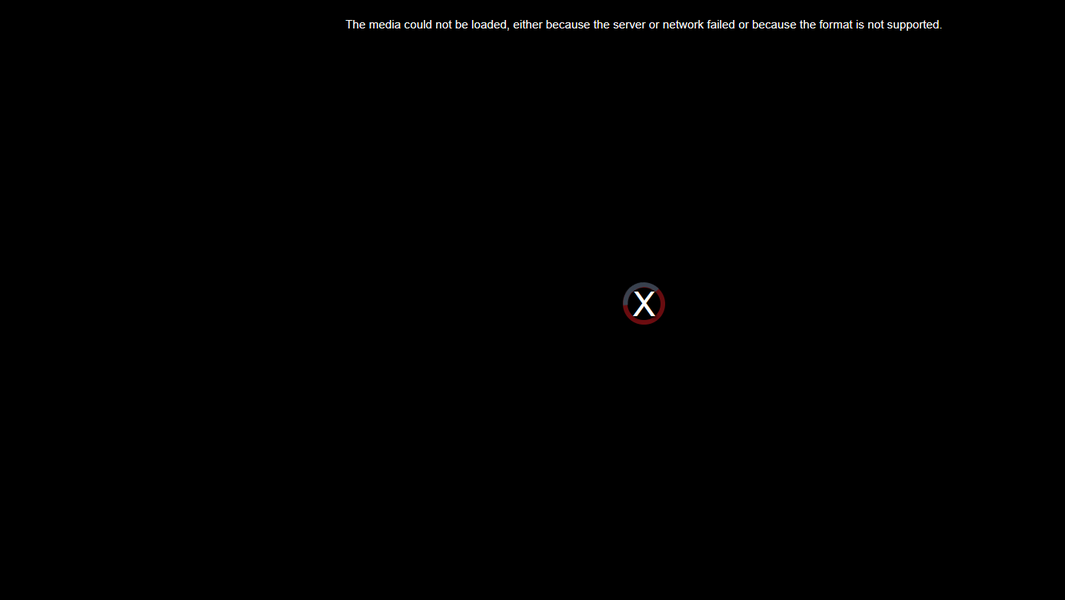 The media could not be loaded, either because the server or network failed or because the format is not supported.
X